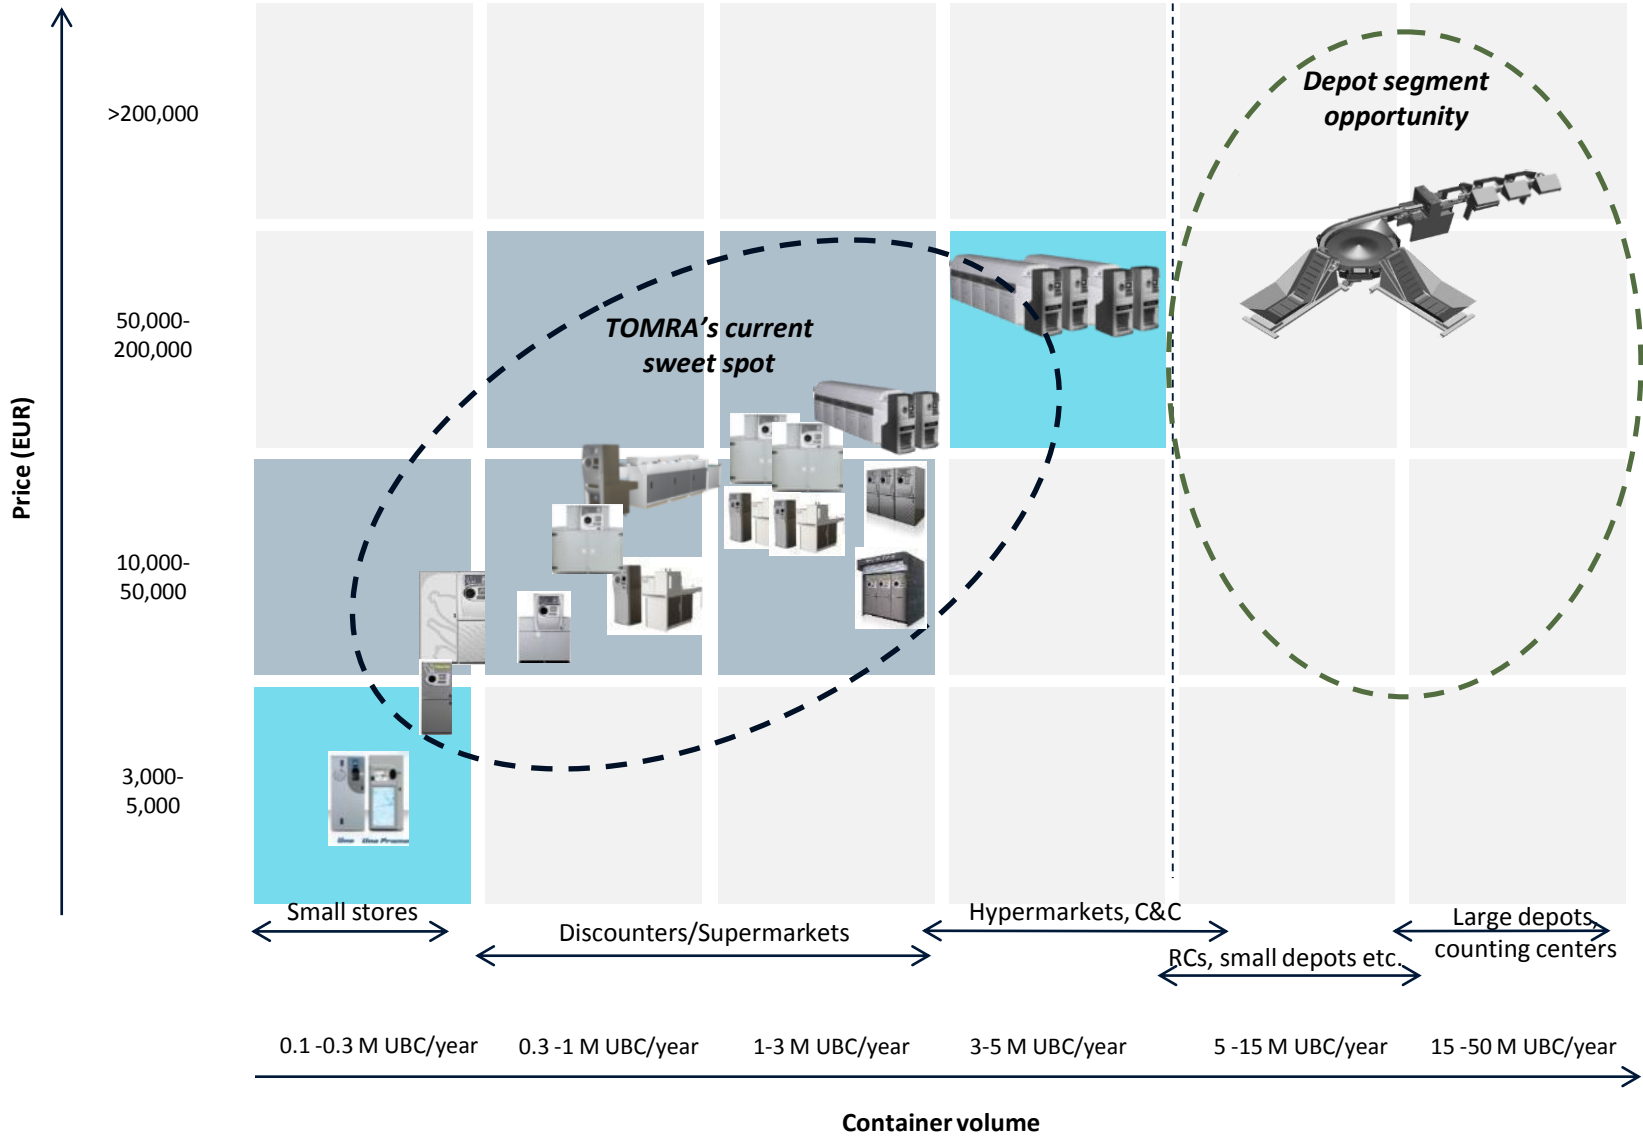 Depot segment
opportunity
>200,000
50,000-
200,000
TOMRA's current
sweet spot
Price (EUR)
10,000-
50,000
3,000-
5,000
Uno Uno Promo
Small stores
Discounters/Supermarkets
Hypermarkets, C&C
RCs, small depots etc.
Large depots,
counting centers
0.1 -0.3 M UBC/year
0.3 -1 M UBC/year
1-3 M UBC/year
3-5 M UBC/year
5 -15 M UBC/year
15 -50 M UBC/year
Container volume